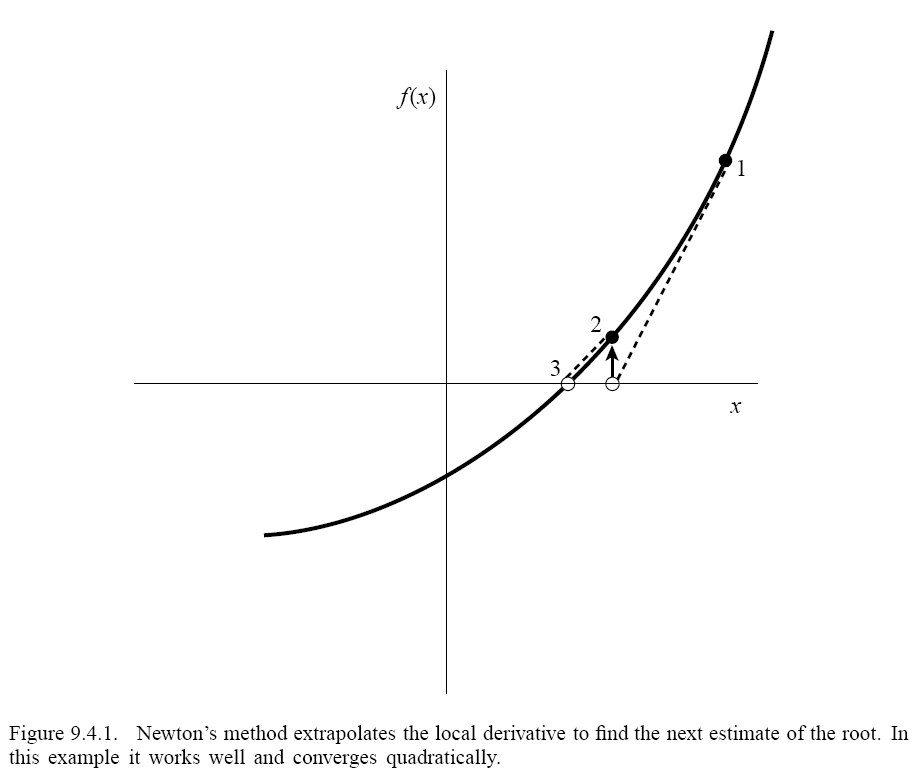 f(x)
1
2
3
x
Figure 9.4.1. Newton’s method extrapolates the local derivative to find the next estimate of the root. In
this example it works well and converges quadratically.